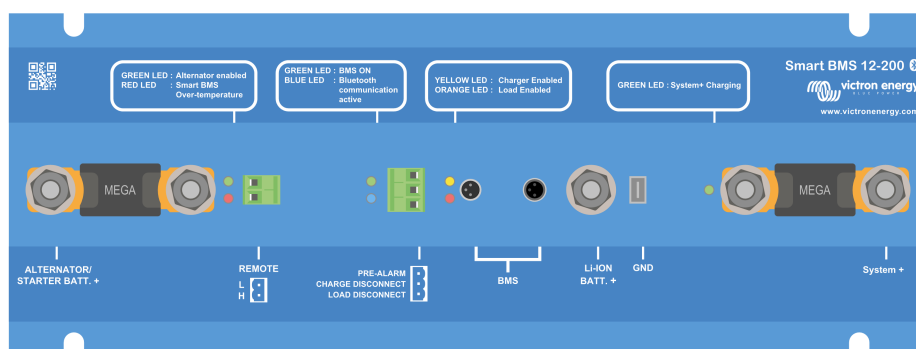 GREEN LED : Alternator enabled
RED LED : Smart BMS
Over-temperature
GREEN LED : BMS ON
BLUE LED : Bluetooth
communication
active
YELLOW LED : Charger Enabled
ORANGE LED : Load Enabled
GREEN LED : System+ Charging
Smart BMS 12-200
victron energy
BLUE POWER
www.victronenergy.com
MEGA
MEGA
ALTERNATOR/
STARTER BATT. +
REMOTE
L
H
PRE-ALARM
CHARGE DISCONNECT
LOAD DISCONNECT
BMS
Li-ION
BATT. +
GND
System +